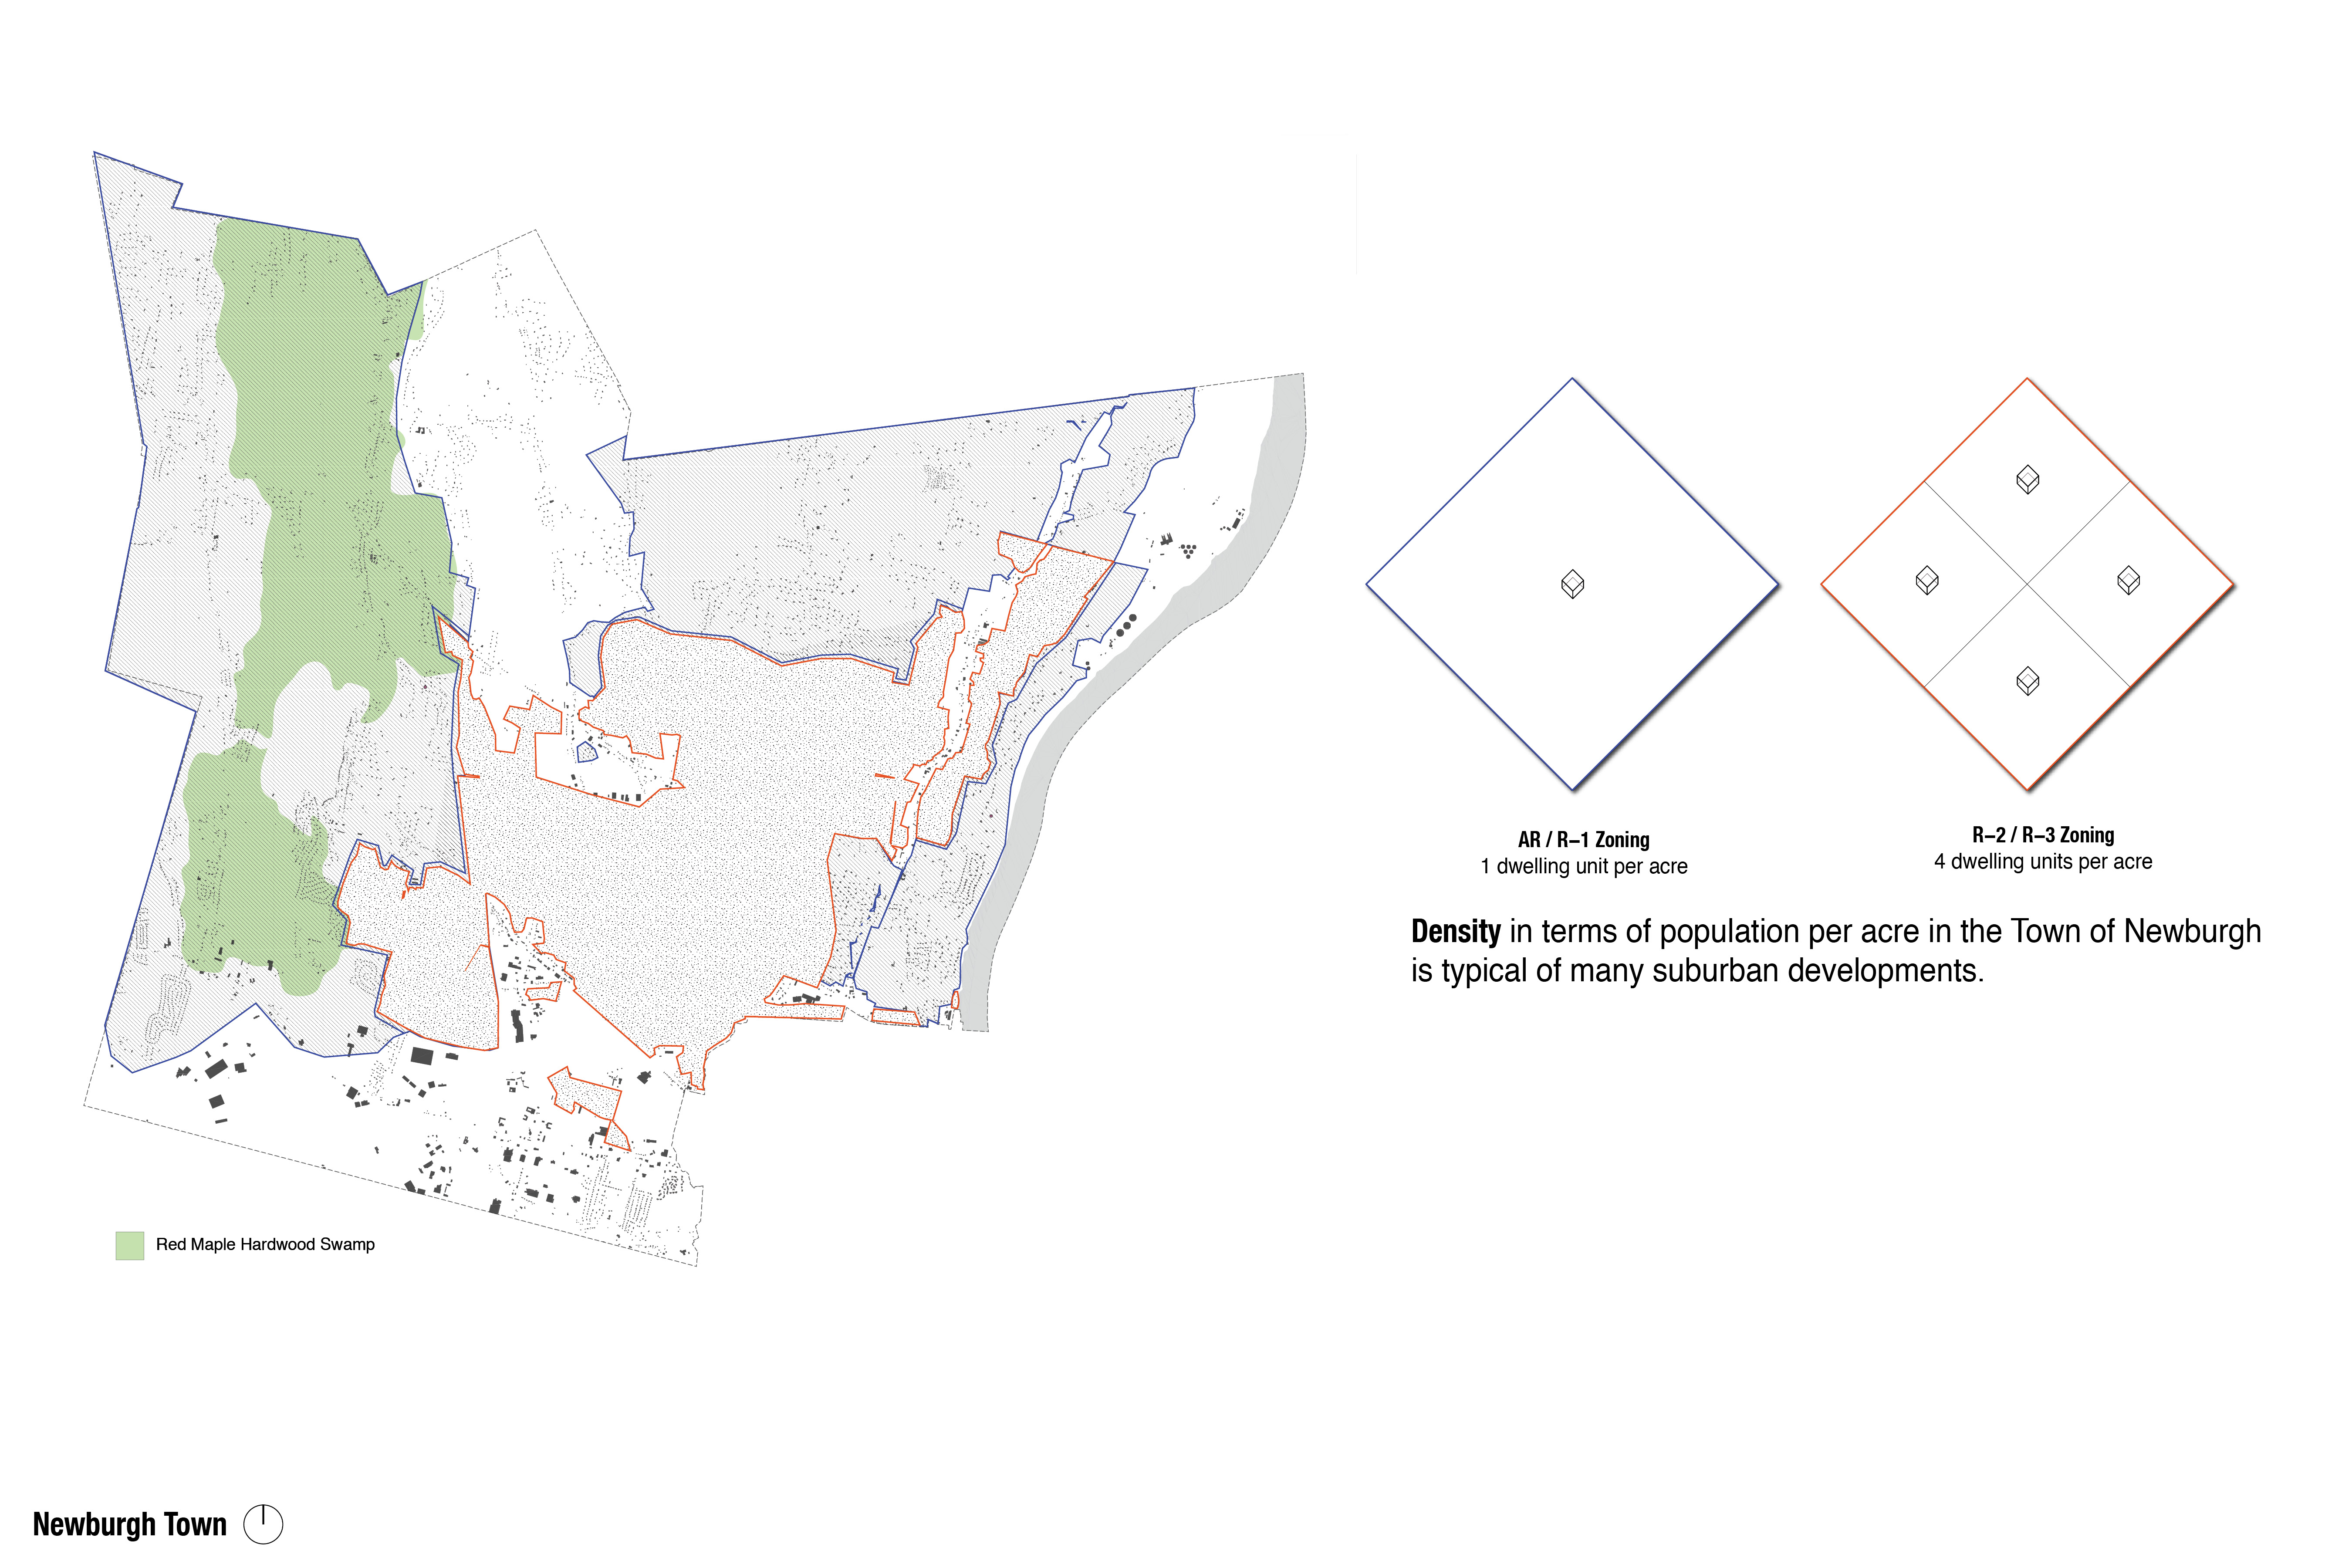 AR / R–1 Zoning
1 dwelling unit per acre
R–2 / R–3 Zoning
4 dwelling units per acre
Density in terms of population per acre in the Town of Newburgh
is typical of many suburban developments.
Red Maple Hardwood Swamp
Newburgh Town